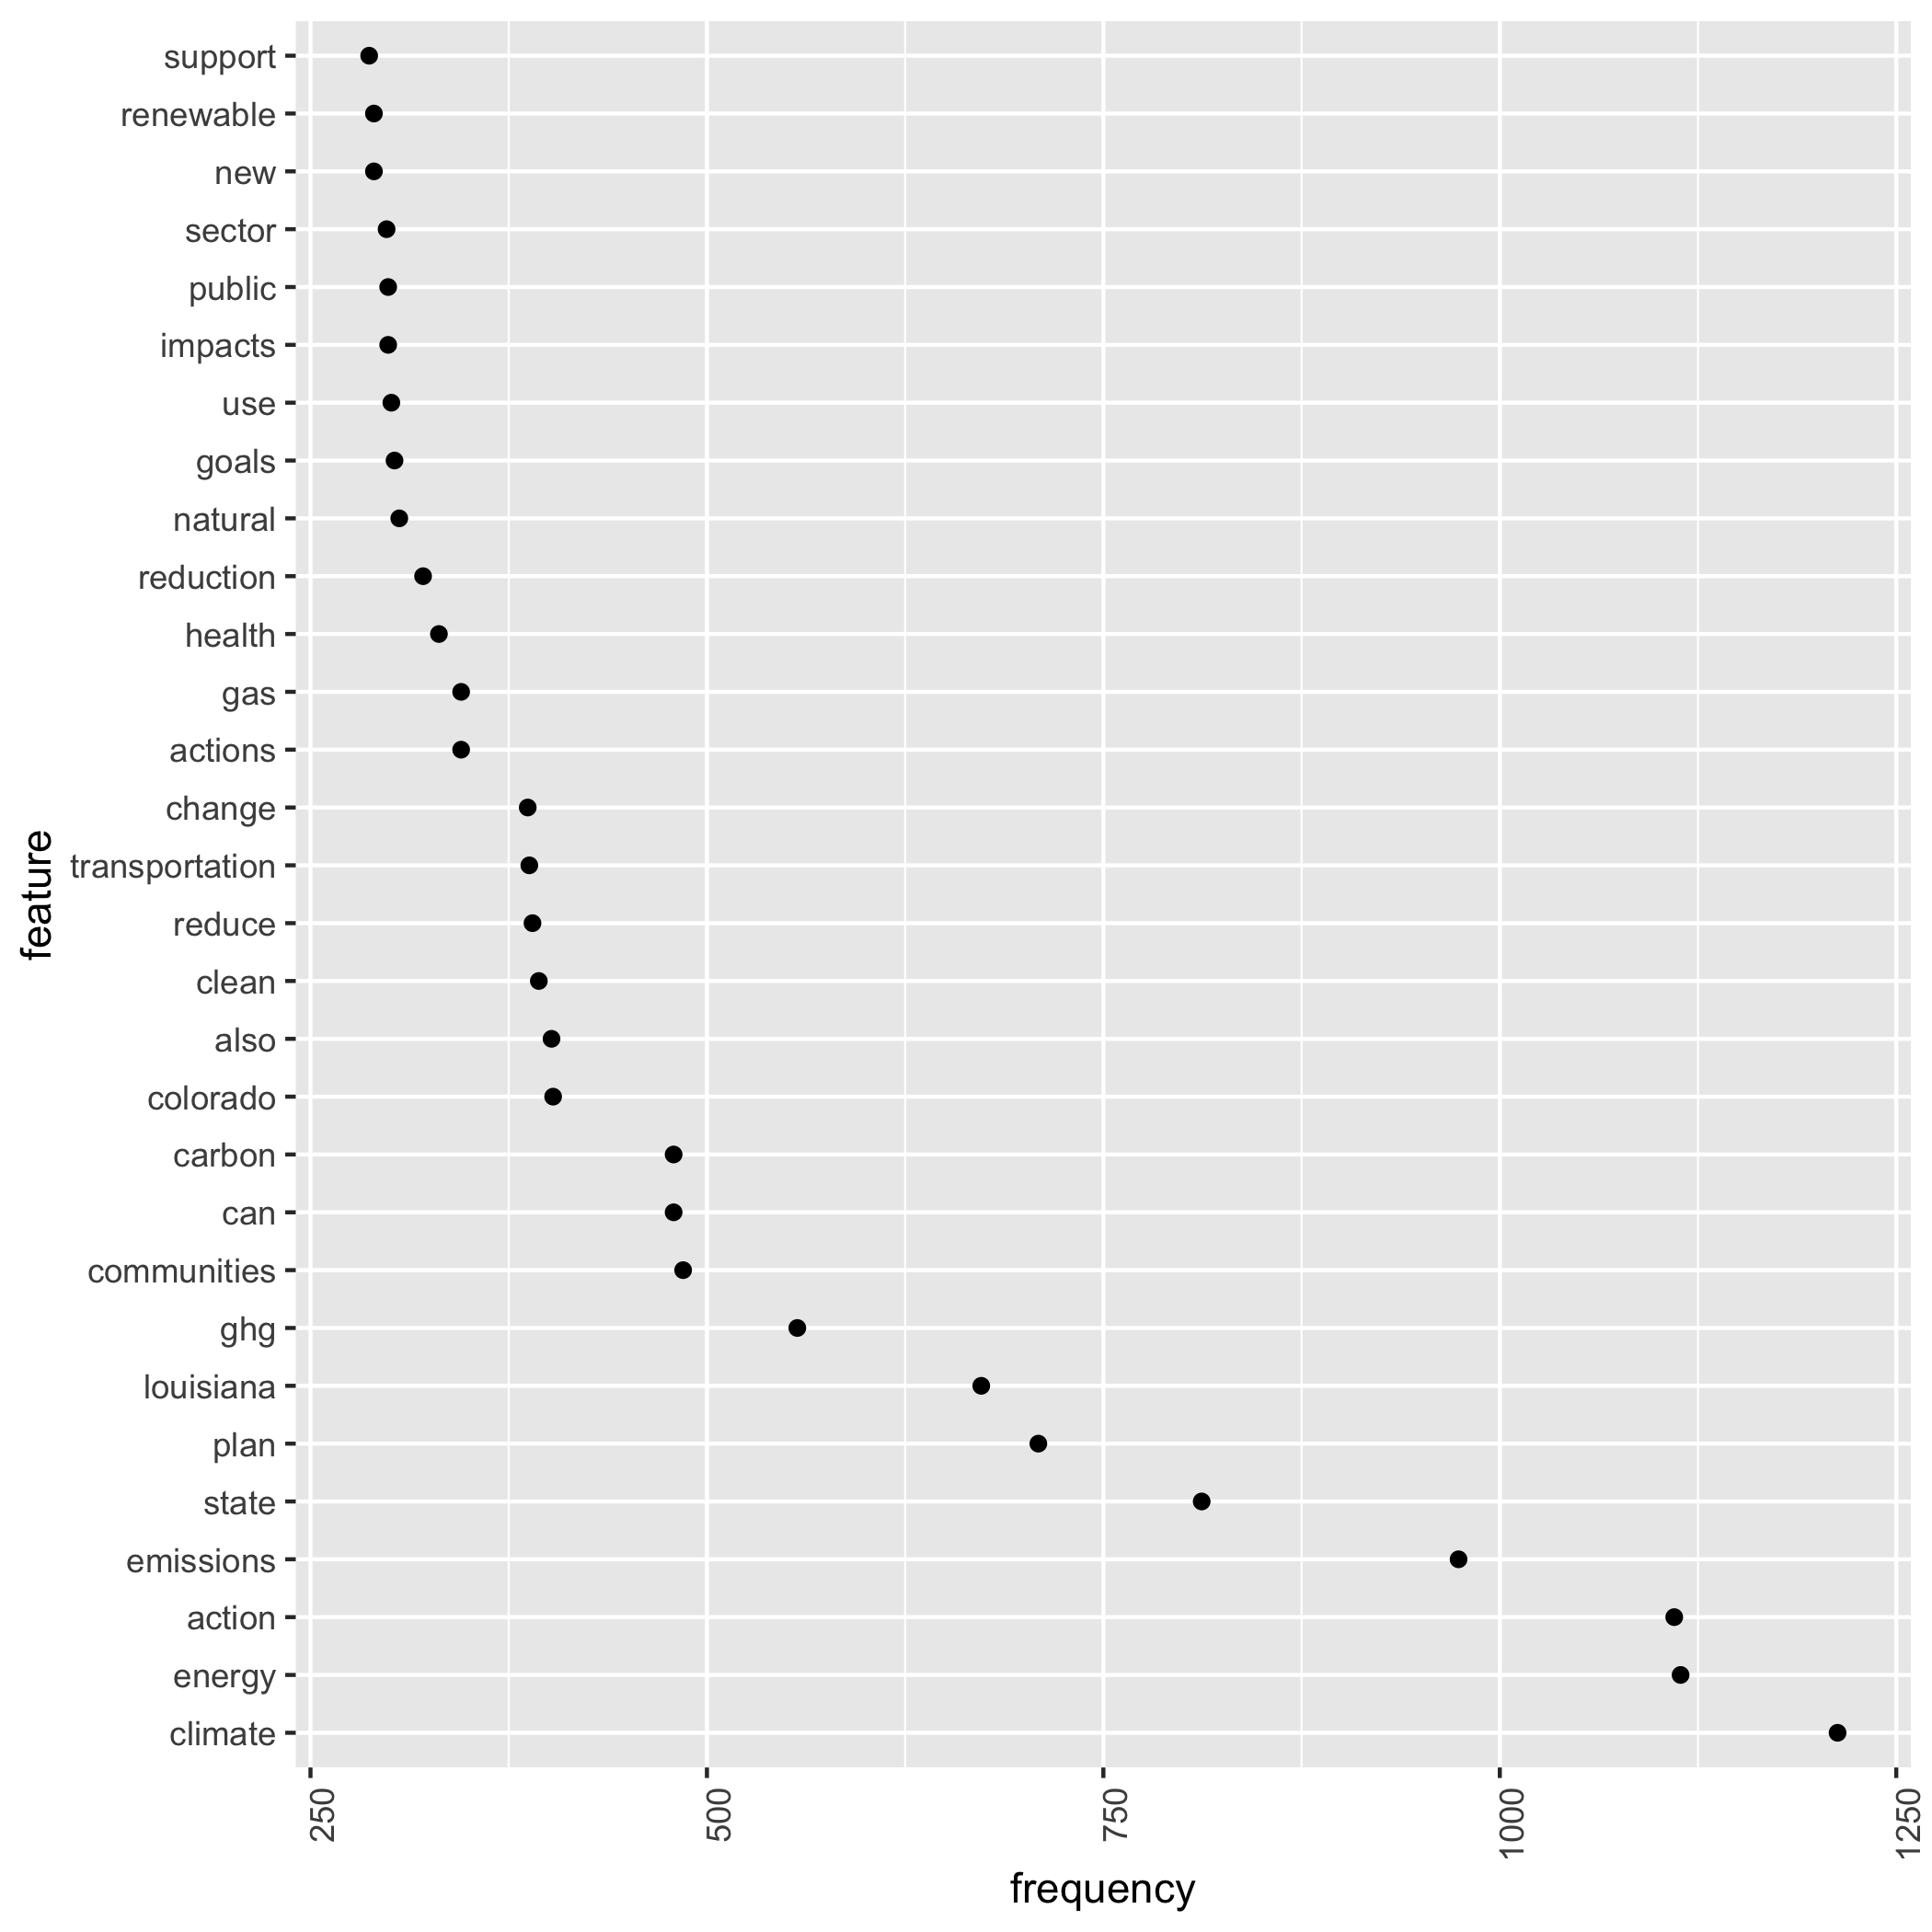 support
renewable
new
sector
public
impacts
use
goals
natural
reduction
health
gas
actions
change
transportation
reduce
clean
also
colorado
carbon
can
communities
ghg
louisiana
plan
state
emissions
action
energy
climate
feature
250
500
750
1000
1250
frequency